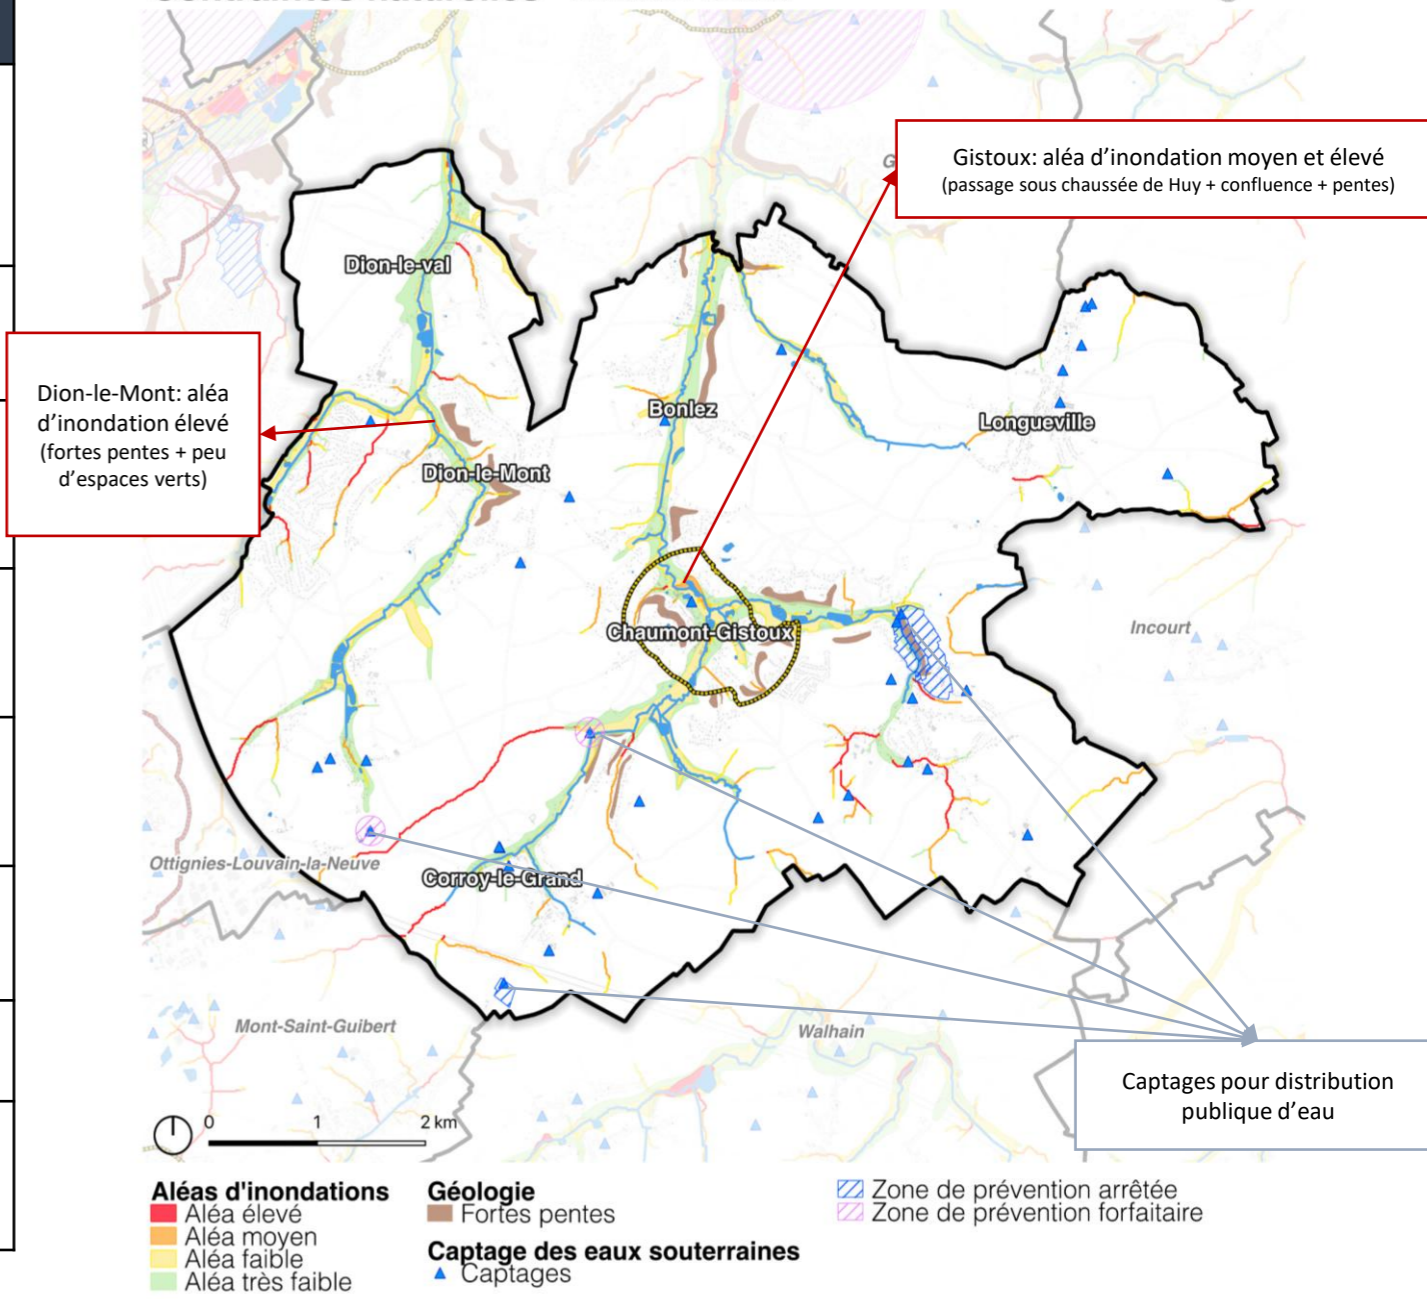 Gistoux: aléa d’inondation moyen et élevé
(passage sous chaussée de Huy + confluence + pentes)
Dion-le-val
Dion-le-Mont: aléa
d’inondation élevé
(fortes pentes + peu
d’espaces verts)
Bonlez
Longueville
Dion-le-Mont
Chaumont-Gistoux
Incourt
Ottignies-Louvain-la-Neuve
Corroy-le-Grand
Mont-Saint-Guibert
Walhain
Captages pour distribution
publique d’eau
0 1 2 km
Aléas d'inondations
Aléa élevé
Aléa moyen
Aléa faible
Aléa très faible
Géologie
Fortes pentes
Captage des eaux souterraines
Captages
Zone de prévention arrêtée
Zone de prévention forfaitaire